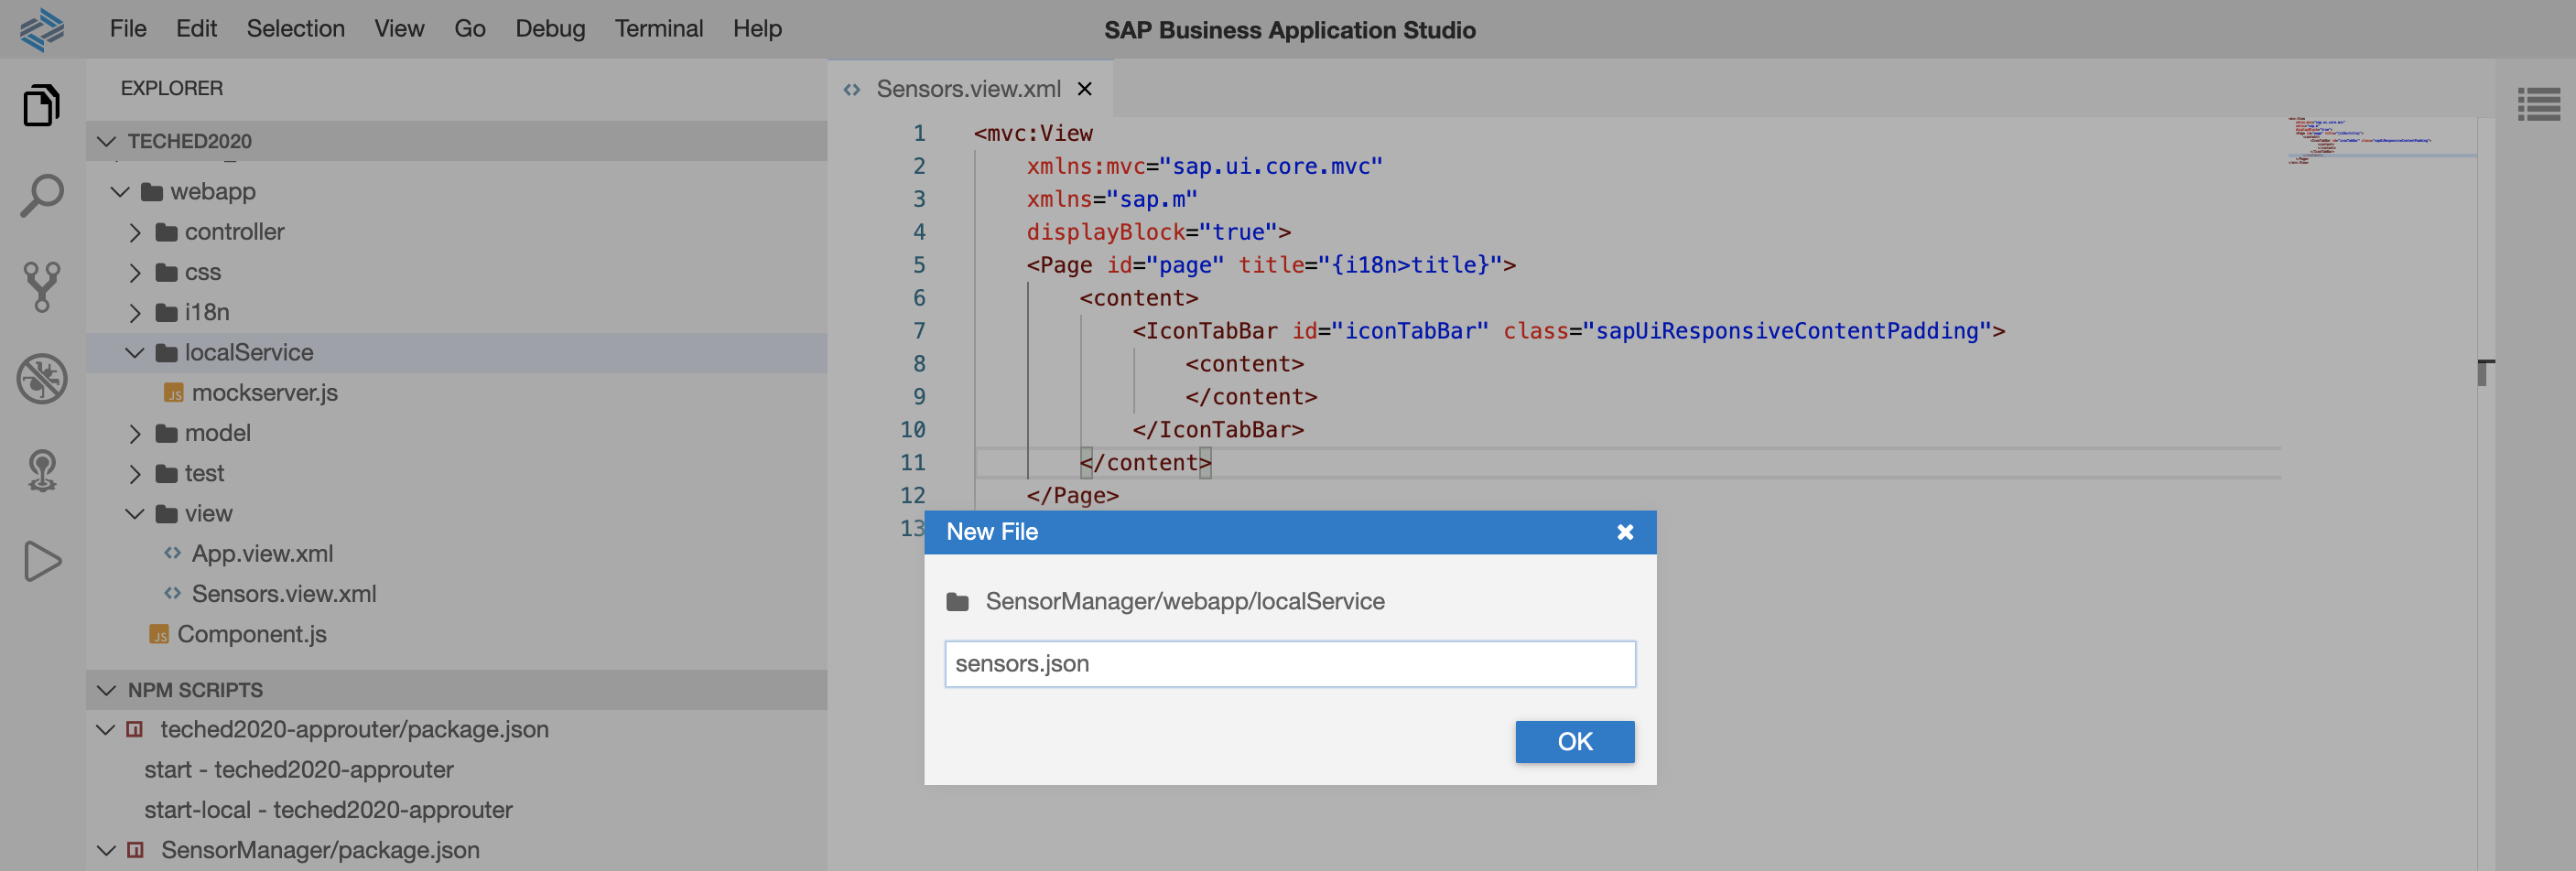 File Edit Selection View Go Debug Terminal Help
SAP Business Application Studio
EXPLORER
TECHED2020
webapp
controller
css
i18n
localService
JS mockserver.js
model
test
view
<> App.view.xml
<> Sensors.view.xml
JS Component.js
NPM SCRIPTS
teched2020-approuter/package.json
start - teched2020-approuter
start-local - teched2020-approuter
SensorManager/package.json
<> Sensors.view.xml
1 <mvc:View
2 xmlns:mvc="sap.ui.core.mvc"
3 xmlns="sap.m"
4 displayBlock="true">
5 <Page id="page" title="{i18n>title}">
6 <content>
7 <IconTabBar id="iconTabBar" class="sapUiResponsiveContentPadding">
8 <content>
9 </content>
10 </IconTabBar>
11 </content>
12 </Page>
13
New File
SensorManager/webapp/localService
sensors.json
OK